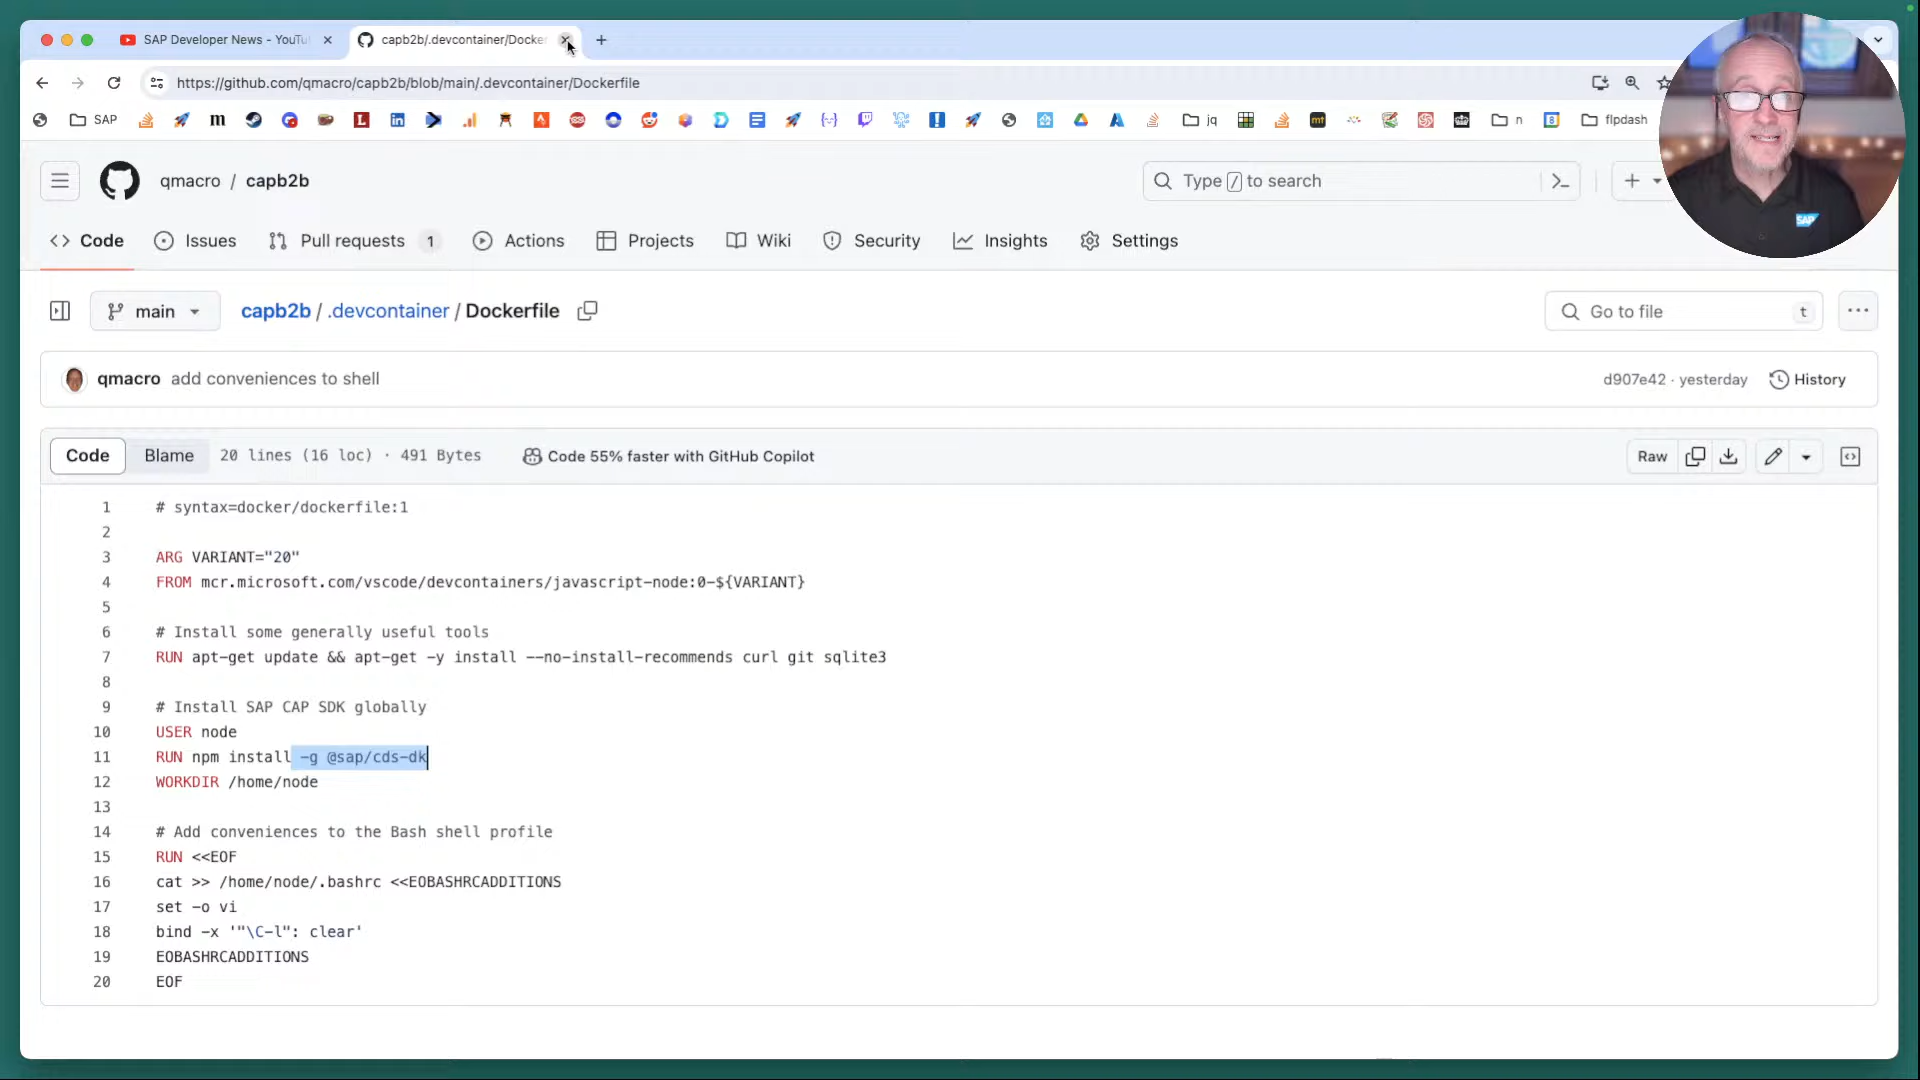 SAP Developer News - YouTu
capb2b/.devcontainer/Docker
https://github.com/qmacro/capb2b/blob/main/.devcontainer/Dockerfile
SAP
jq
n
flpdash
qmacro / capb2b
Type / to search
Code
Issues
Pull requests 1
Actions
Projects
Wiki
Security
Insights
Settings
main
capb2b / .devcontainer / Dockerfile
Go to file
t
qmacro add conveniences to shell
d907e42 · yesterday
History
Code
Blame
20 lines (16 loc) · 491 Bytes
Code 55% faster with GitHub Copilot
Raw
1 # syntax=docker/dockerfile:1
2
3 ARG VARIANT="20"
4 FROM mcr.microsoft.com/vscode/devcontainers/javascript-node:0-${VARIANT}
5
6 # Install some generally useful tools
7 RUN apt-get update && apt-get -y install --no-install-recommends curl git sqlite3
8
9 # Install SAP CAP SDK globally
10 USER node
11 RUN npm install -g @sap/cds-dk
12 WORKDIR /home/node
13
14 # Add conveniences to the Bash shell profile
15 RUN <<EOF
16 cat >> /home/node/.bashrc <<EOBASHRCADDITIONS
17 set -o vi
18 bind -x '"\C-l": clear'
19 EOBASHRCADDITIONS
20 EOF
SAP